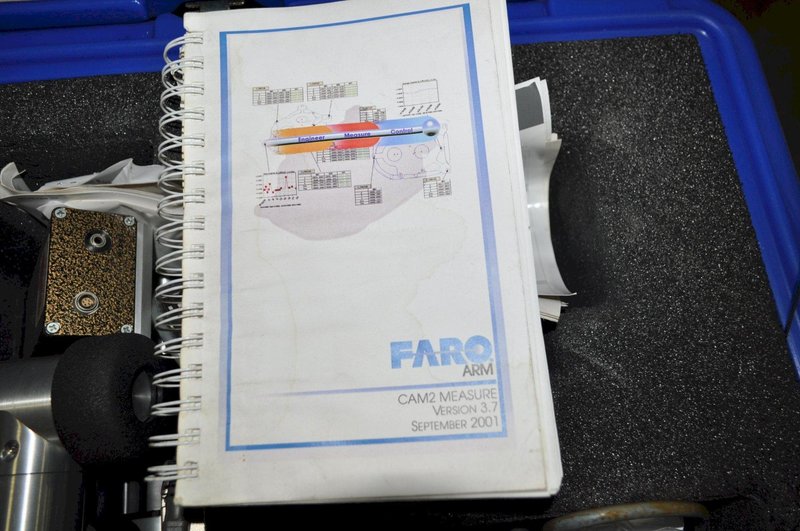 Engineer Measure Control
FARO
ARM
CAM2 MEASURE
VERSION 3.7
SEPTEMBER 2001